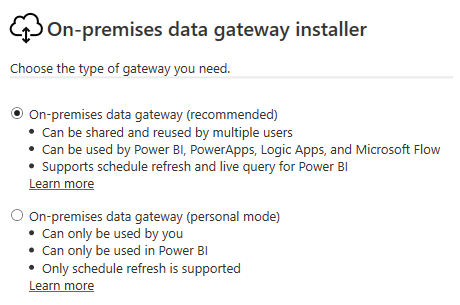 On-premises data gateway installer
Choose the type of gateway you need.
On-premises data gateway (recommended)
• Can be shared and reused by multiple users
• Can be used by Power BI, PowerApps, Logic Apps, and Microsoft Flow
• Supports schedule refresh and live query for Power BI
Learn more
On-premises data gateway (personal mode)
• Can only be used by you
• Can only be used in Power BI
• Only schedule refresh is supported
Learn more